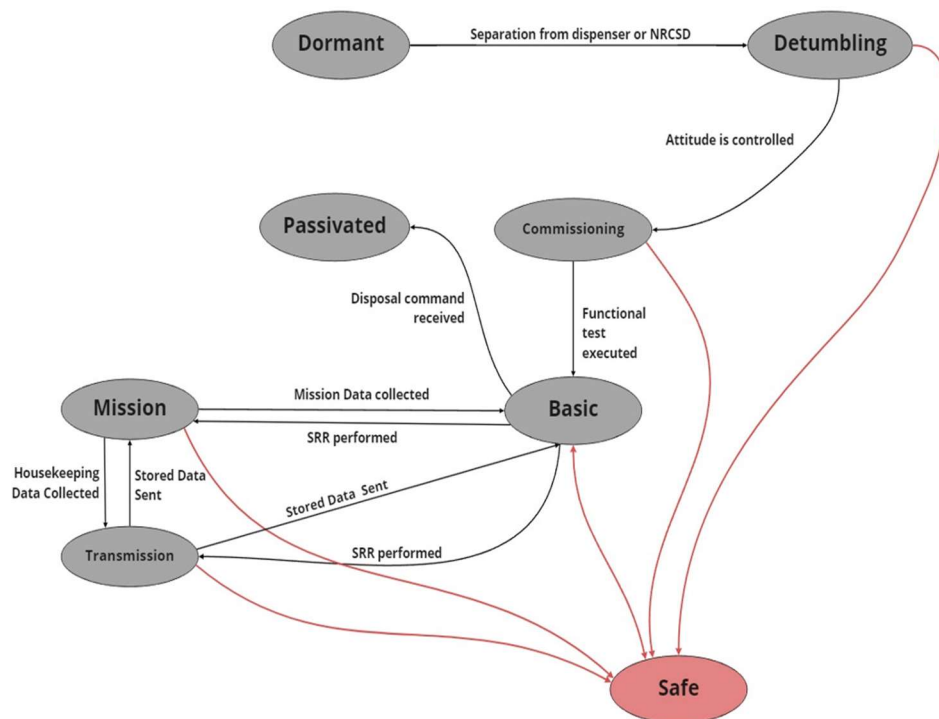 Dormant
Separation from dispenser or NRCSD
Detumbling
Attitude is controlled
Passivated
Commissioning
Disposal command
received
Functional
test
executed
Mission
Mission Data collected
Basic
SRR performed
Housekeeping
Data Collected
Stored Data
Sent
Stored Data Sent
Transmission
SRR performed
Safe